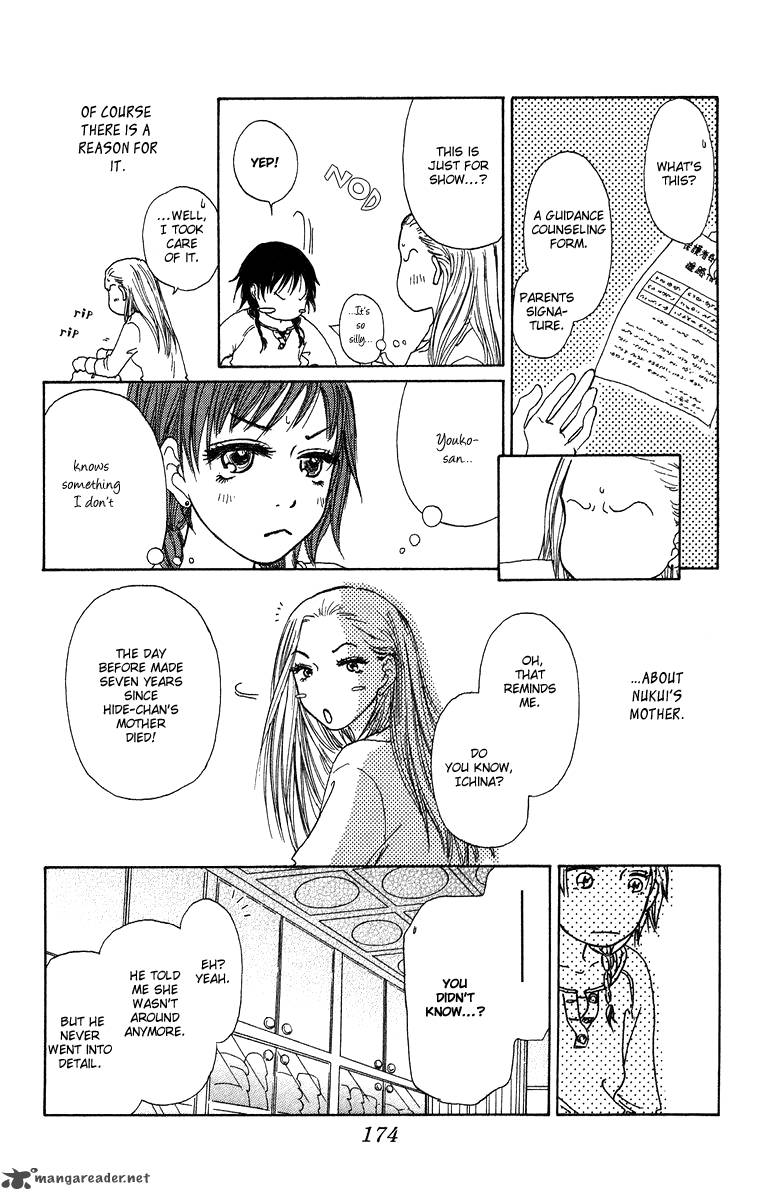 WHAT'S
THIS?
A GUIDANCE
COUNSELING
FORM.
PARENTS
SIGNA-
TURE.
THIS IS
JUST FOR
SHOW...?
NOD
YEP!
...It's
so
silly...
OF COURSE
THERE IS A
REASON FOR
IT.
...WELL,
I TOOK
CARE
OF IT.
rip
rip
Youko-
san...
knows
something
I don't
...ABOUT
NUKUI'S
MOTHER.
OH,
THAT
REMINDS
ME.
DO
YOU KNOW,
ICHINA?
THE DAY
BEFORE MADE
SEVEN YEARS
SINCE
HIDE-CHAN'S
MOTHER
DIED!
YOU
DIDN'T
KNOW...?
EH?
YEAH.
HE TOLD
ME SHE
WASN'T
AROUND
ANYMORE.
BUT HE
NEVER
WENT INTO
DETAIL.
174
mangareader.net